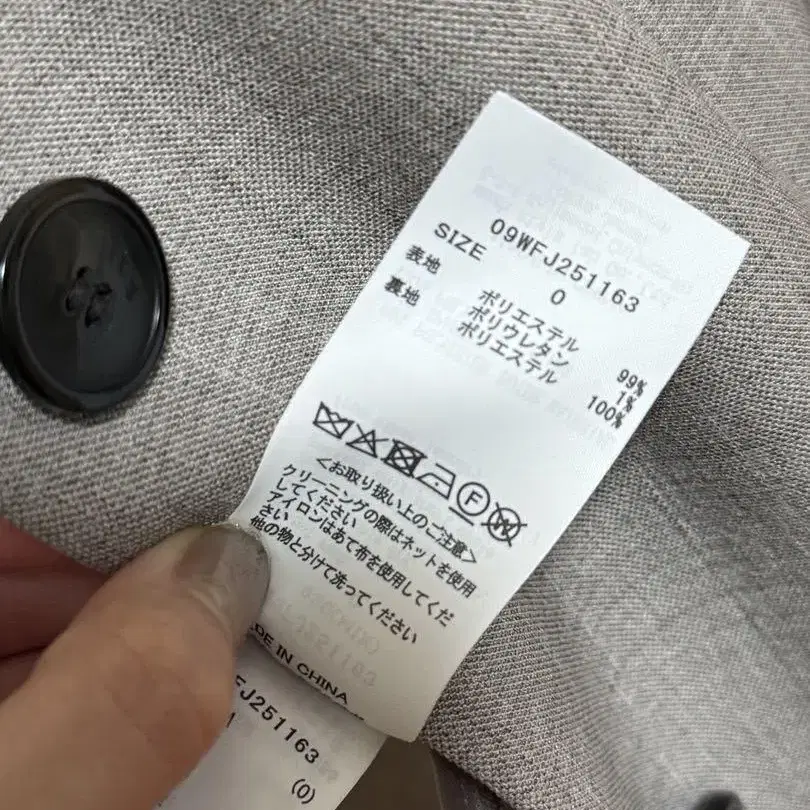 09WFJ251163
SIZE 0
表地 ポリエステル 99%
ポリウレタン 1%
裏地 ポリエステル 100%
F W
<お取り扱い上のご注意>
クリーニングの際はネットを使用
してください
アイロンはあて布を使用してくだ
さい
他の物と分けて洗ってください
MADE IN CHINA
FJ251163
(0)